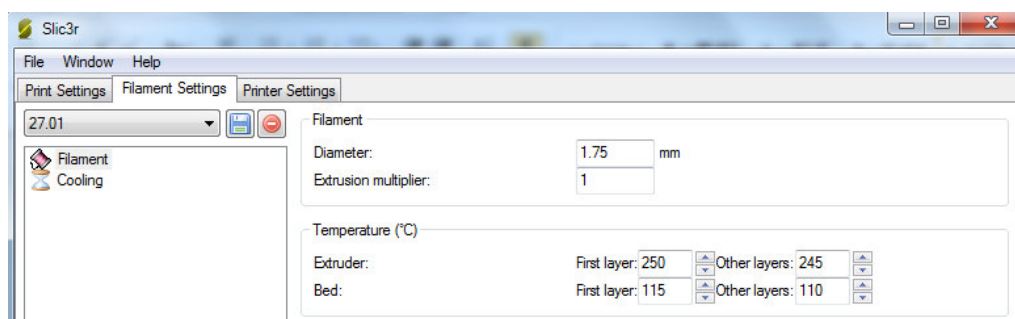 Slic3r
File Window Help
Print Settings Filament Settings Printer Settings
27.01
Filament
Cooling
Filament
Diameter: 1.75 mm
Extrusion multiplier: 1
Temperature (°C)
Extruder: First layer: 250 Other layers: 245
Bed: First layer: 115 Other layers: 110